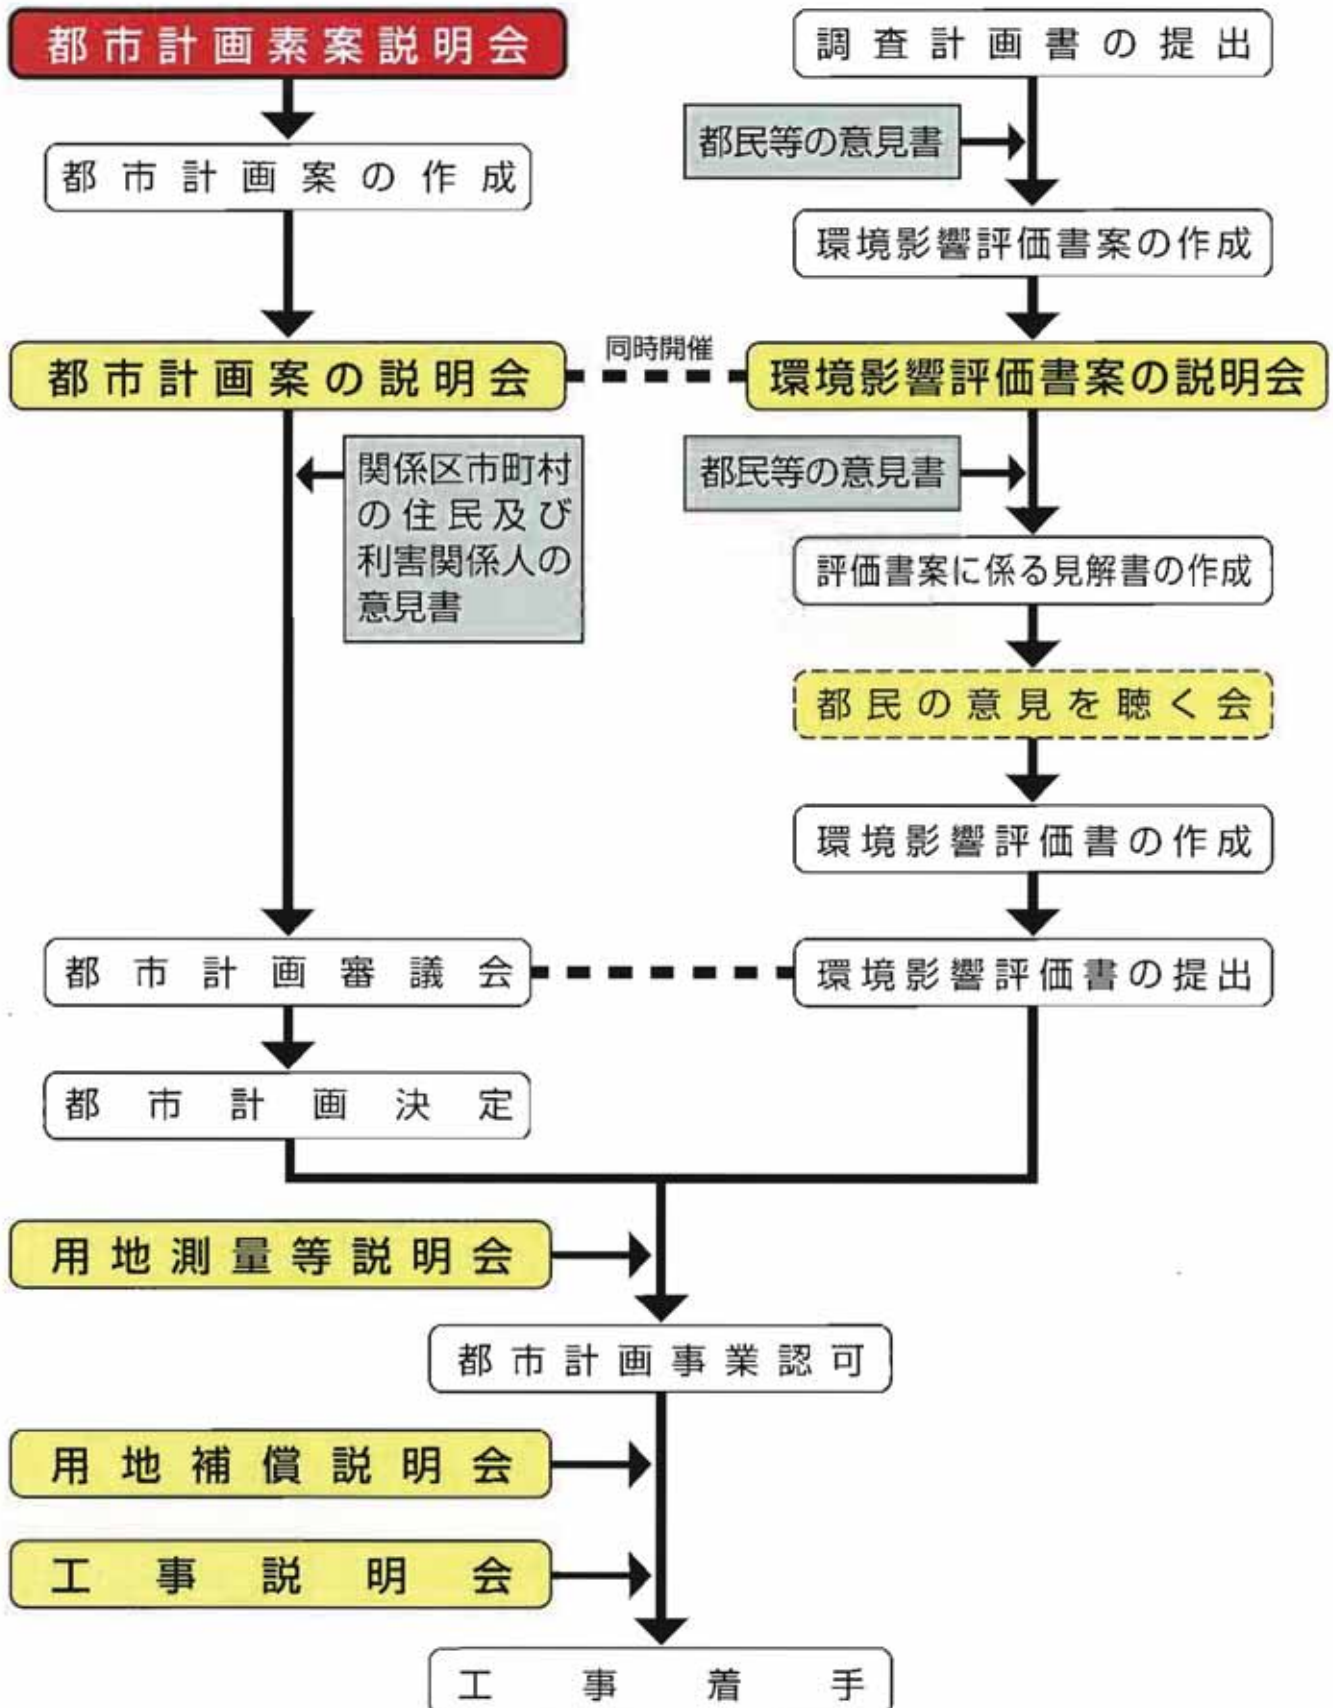 都市計画素案説明会
調査計画書の提出
都民等の意見書
都市計画案の作成
環境影響評価書案の作成
都市計画案の説明会
同時開催
環境影響評価書案の説明会
関係区市町村
の住民及び
利害関係人の
意見書
都民等の意見書
評価書案に係る見解書の作成
都民の意見を聴く会
環境影響評価書の作成
都市計画審議会
環境影響評価書の提出
都市計画決定
用地測量等説明会
都市計画事業認可
用地補償説明会
工事説明会
工事着手